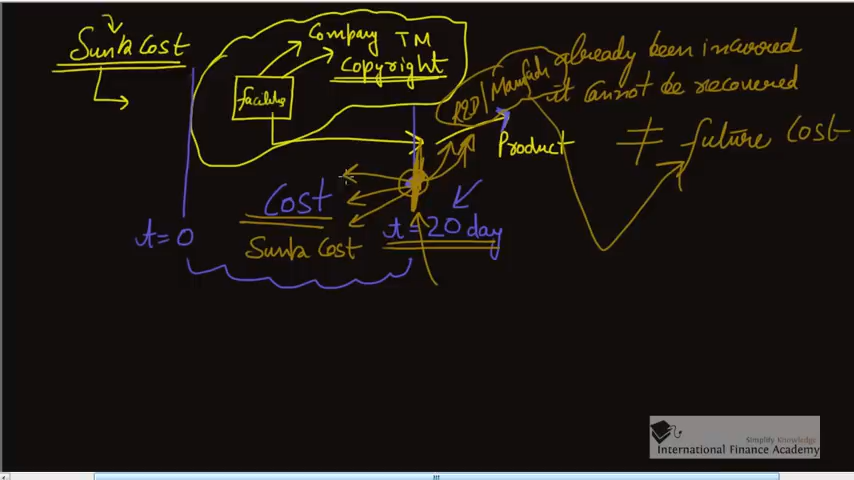 Sunk Cost
Company TM
Copyright
facility
R&D/Manufac
already been incurred
it cannot be recovered
≠ future Cost
Product
Cost
Sunk Cost
t=0
t=20 day
Simplify Knowledge
International Finance Academy